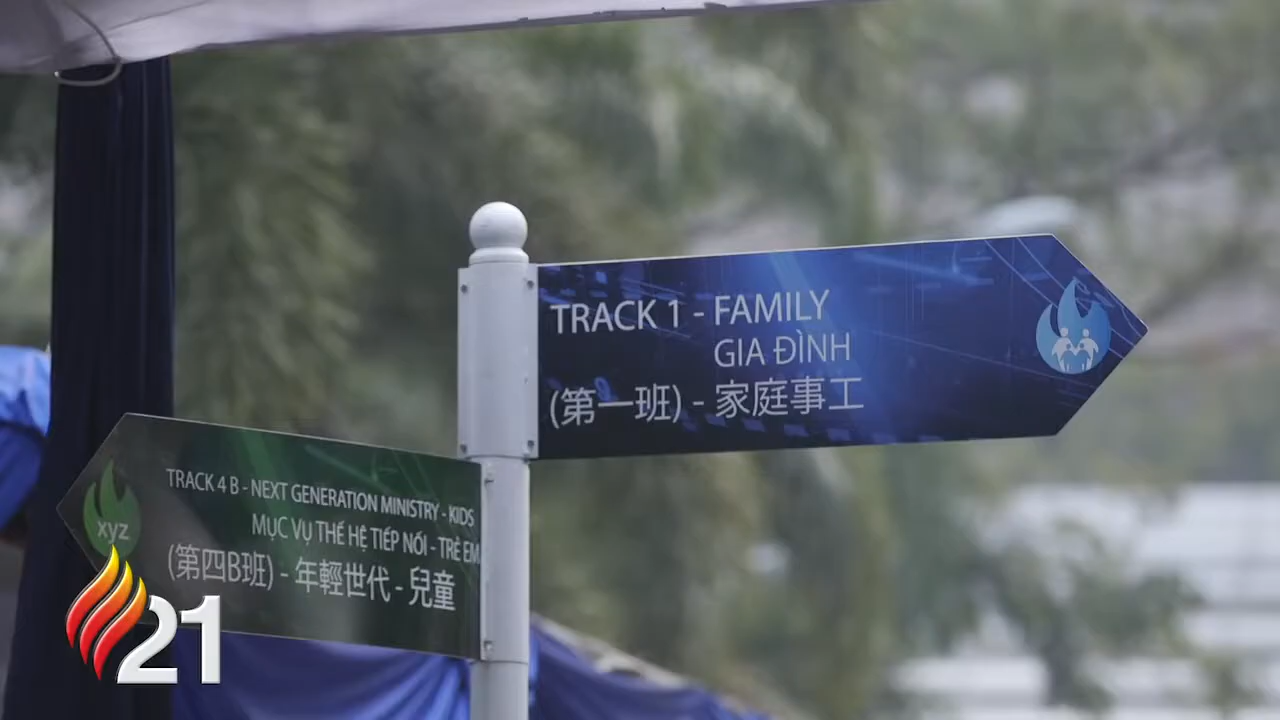 TRACK 1 - FAMILY
GIA ĐÌNH
(第一班) - 家庭事工
TRACK 4 B - NEXT GENERATION MINISTRY - KIDS
MỤC VỤ THẾ HỆ TIẾP NỐI - TRẺ EM
(第四B班) - 年輕世代 - 兒童
xyz
21